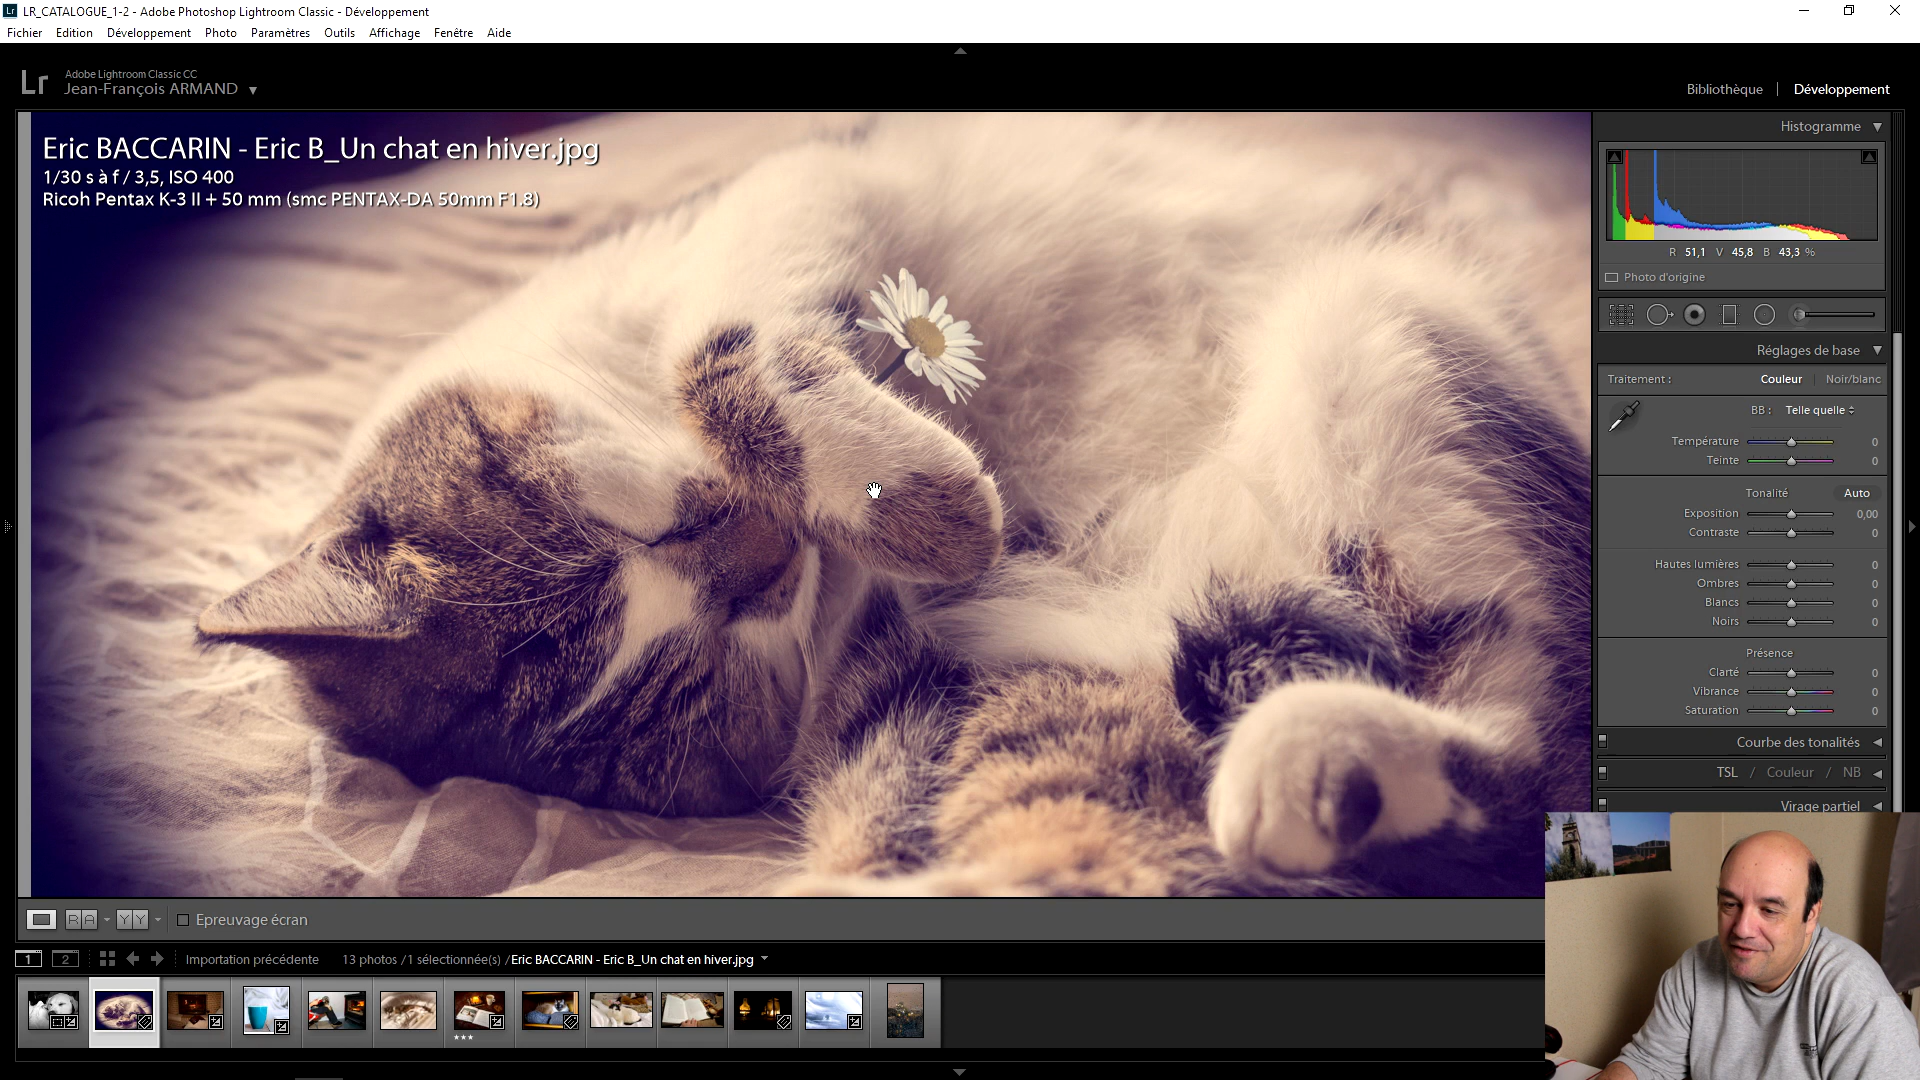 Lr LR_CATALOGUE_1-2 - Adobe Photoshop Lightroom Classic - Développement
Fichier Edition Développement Photo Paramètres Outils Affichage Fenêtre Aide
Lr
Adobe Lightroom Classic CC
Jean-François ARMAND
Bibliothèque | Développement
Eric BACCARIN - Eric B_Un chat en hiver.jpg
1/30 s à f / 3,5, ISO 400
Ricoh Pentax K-3 II + 50 mm (smc PENTAX-DA 50mm F1.8)
Histogramme
R 51,1 V 45,8 B 43,3 %
Photo d'origine
Réglages de base
Traitement : Couleur | Noir/blanc
BB : Telle quelle
Température 0
Teinte 0
Tonalité Auto
Exposition 0,00
Contraste 0
Hautes lumières 0
Ombres 0
Blancs 0
Noirs 0
Présence
Clarté 0
Vibrance 0
Saturation 0
Courbe des tonalités
TSL / Couleur / NB
Virage partiel
R A Y Y Epreuvage écran
1 2 Importation précédente 13 photos /1 sélectionnée(s) /Eric BACCARIN - Eric B_Un chat en hiver.jpg